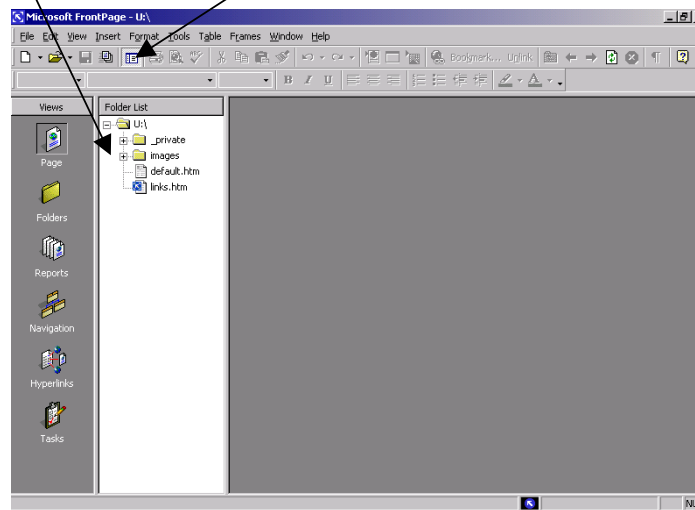 Microsoft FrontPage - U:\
File Edit View Insert Format Tools Table Frames Window Help
Bookmark... Unlink
B I U
Views
Folder List
U:\
_private
images
default.htm
links.htm
Page
Folders
Reports
Navigation
Hyperlinks
Tasks